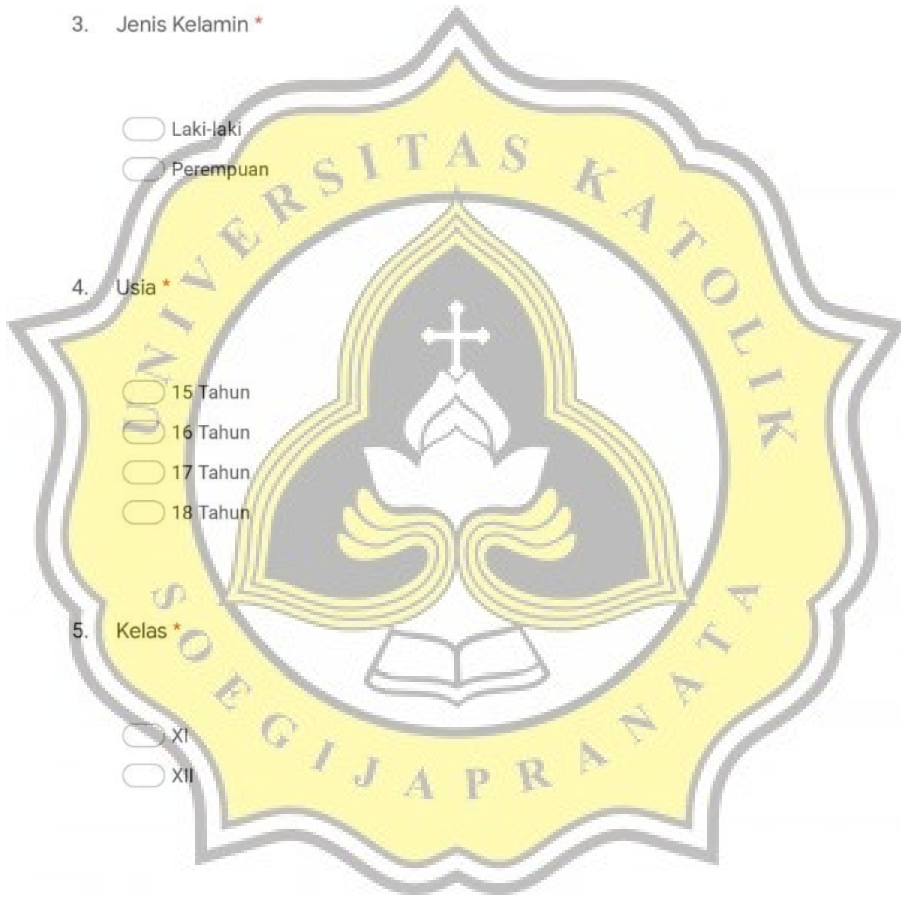 3. Jenis Kelamin *
Laki-laki
Perempuan
4. Usia *
15 Tahun
16 Tahun
17 Tahun
18 Tahun
5. Kelas *
XI
XII
UNIVERSITAS KATOLIK
SOEGIJAPRANATA